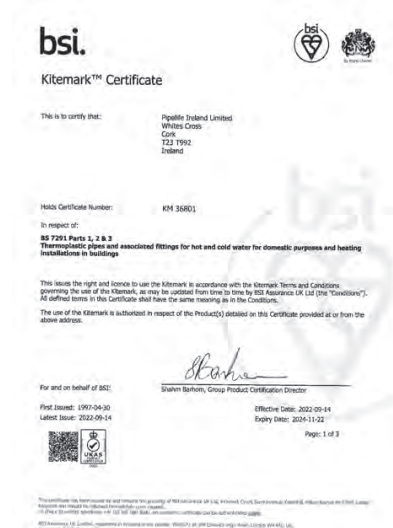 bsi.
bsi
By Royal Charter
Kitemark™ Certificate
This is to certify that:
Pipelife Ireland Limited
Whites Cross
Cork
T23 T992
Ireland
bsi
Holds Certificate Number:
KM 36801
In respect of:
BS 7291 Parts 1, 2 & 3
Thermoplastic pipes and associated fittings for hot and cold water for domestic purposes and heating
installations in buildings
This issues the right and licence to use the Kitemark in accordance with the Kitemark Terms and Conditions
governing the use of the Kitemark, as may be updated from time to time by BSI Assurance UK Ltd (the "Conditions").
All defined terms in this Certificate shall have the same meaning as in the Conditions.
The use of the Kitemark is authorized in respect of the Product(s) detailed on this Certificate provided at or from the
above address.
For and on behalf of BSI:
Shahm Barhom, Group Product Certification Director
First Issued: 1997-04-30
Effective Date: 2022-09-14
Latest Issue: 2022-09-14
Expiry Date: 2024-11-22
Page: 1 of 3
UKAS